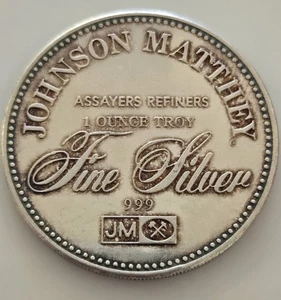 JOHNSON MATTHEY
ASSAYERS REFINERS
1 OUNCE TROY
Fine Silver
999
JM